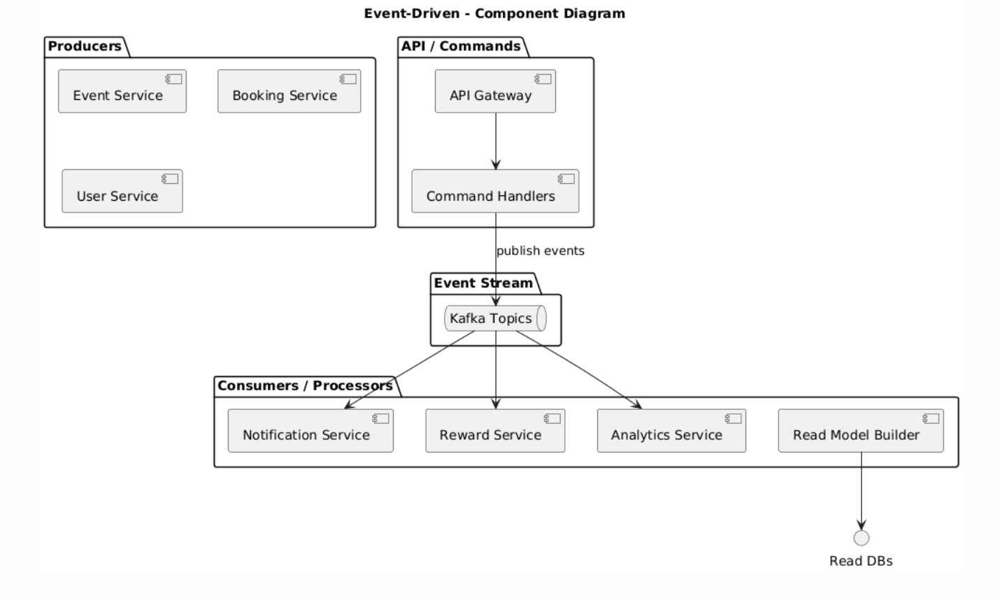 Event-Driven - Component Diagram
Producers
Event Service
Booking Service
User Service
API / Commands
API Gateway
Command Handlers
publish events
Event Stream
Kafka Topics
Consumers / Processors
Notification Service
Reward Service
Analytics Service
Read Model Builder
Read DBs